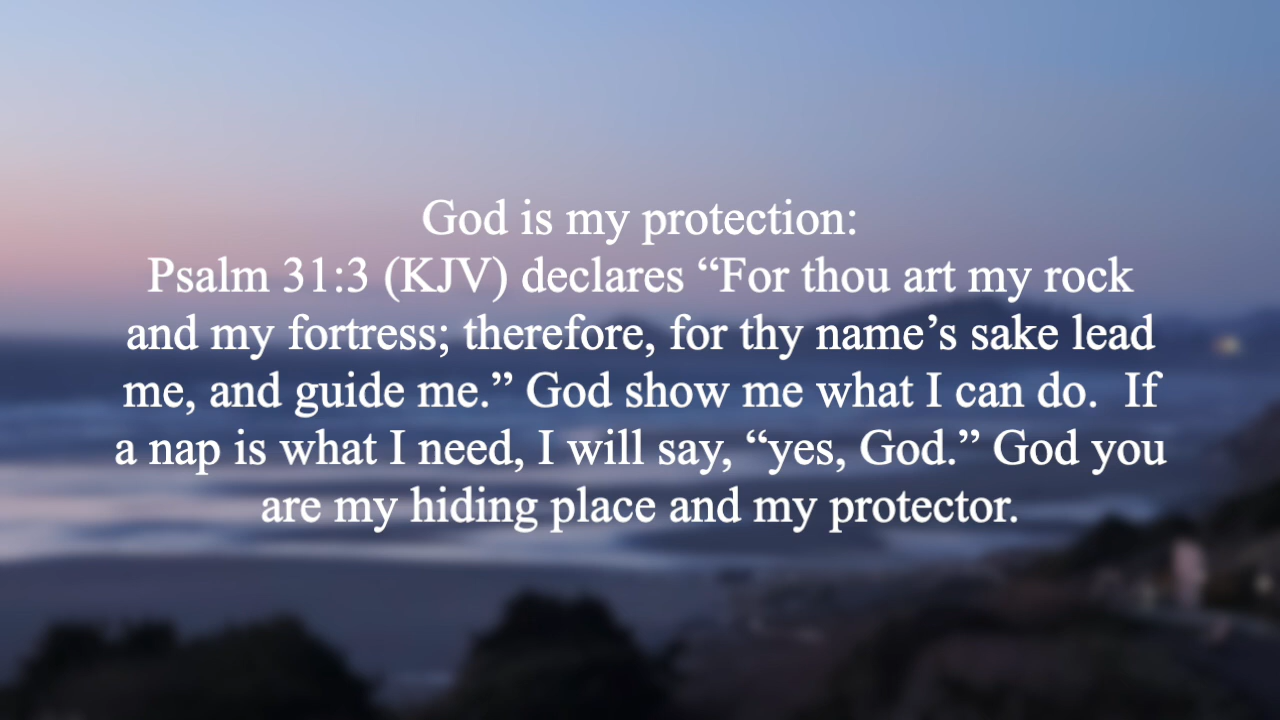 God is my protection:
Psalm 31:3 (KJV) declares “For thou art my rock
and my fortress; therefore, for thy name’s sake lead
me, and guide me.” God show me what I can do.  If
a nap is what I need, I will say, “yes, God.” God you
are my hiding place and my protector.